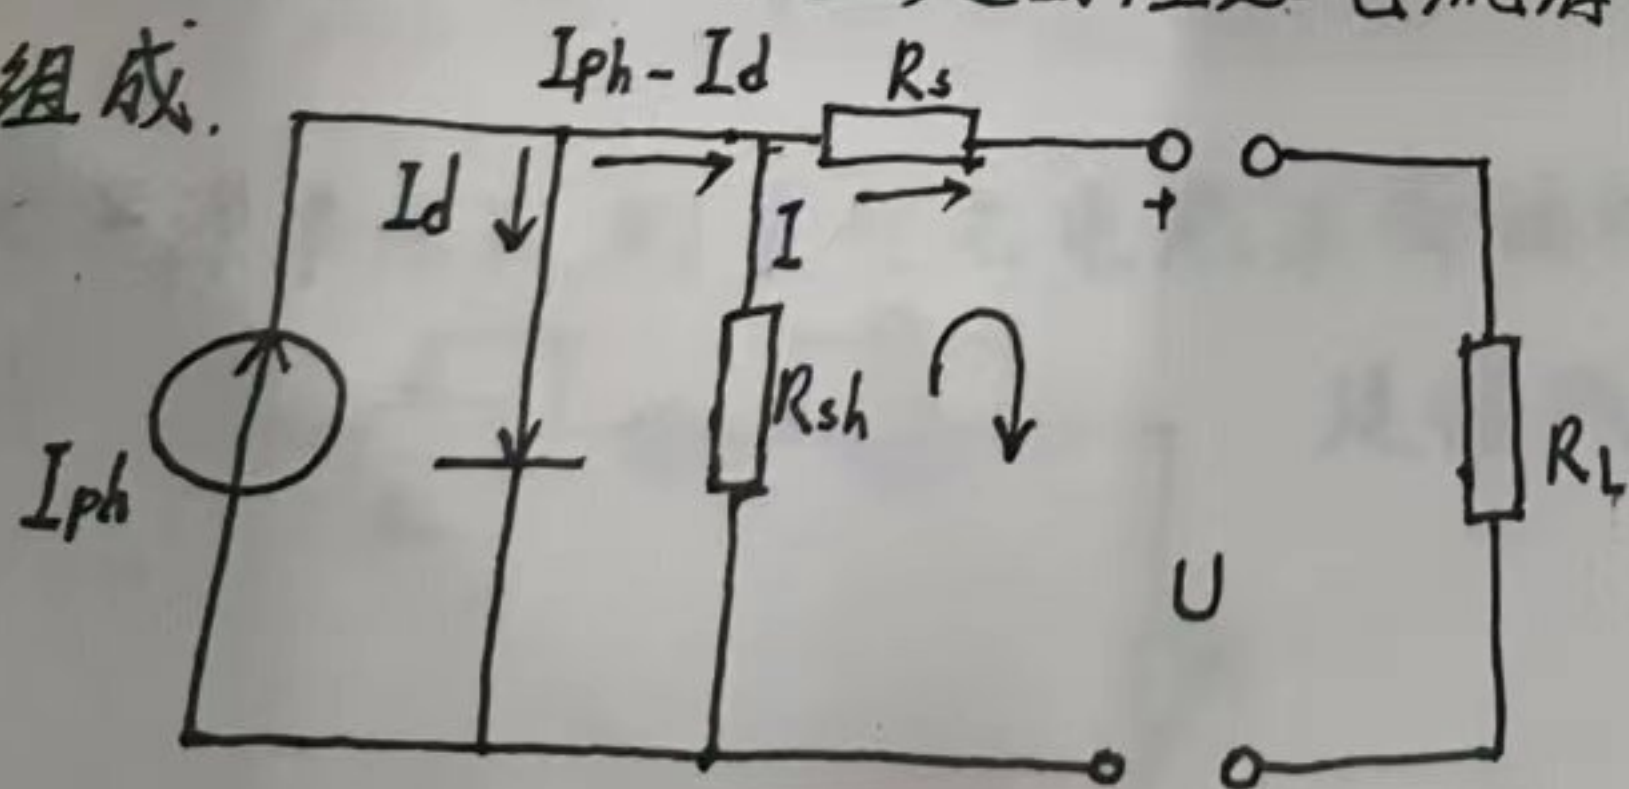 组成.
Iph - Id
Rs
Id
I
+
Rsh
Iph
RL
U